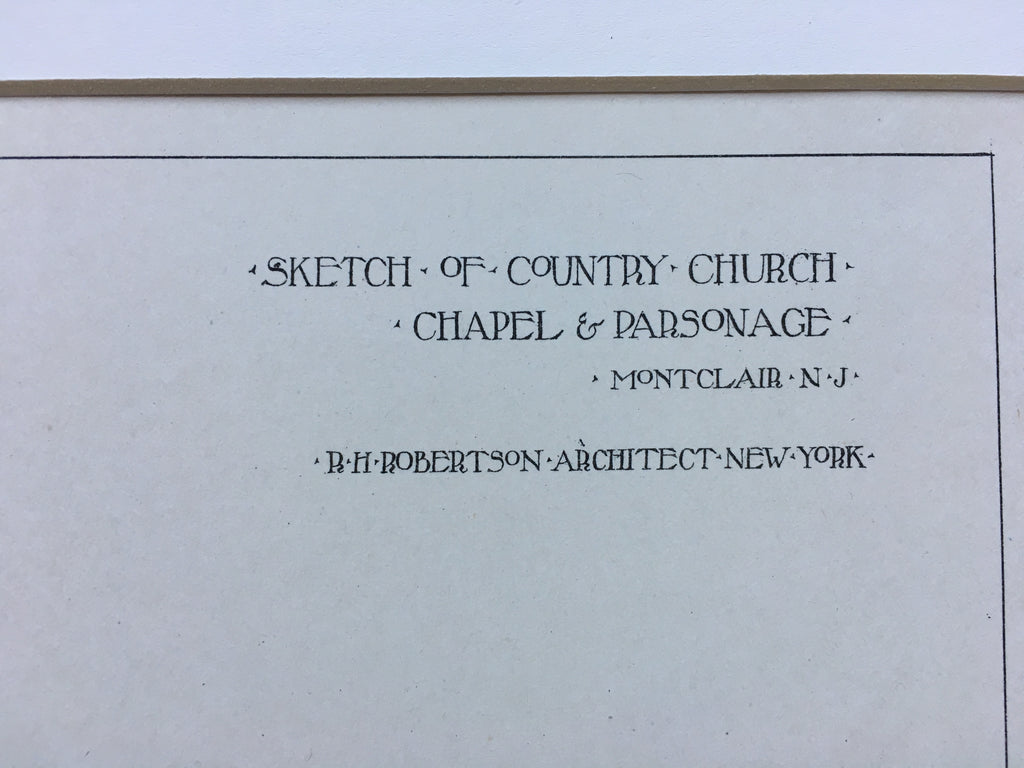 · SKETCH · OF · COUNTRY · CHURCH ·
· CHAPEL & PARSONAGE ·
· MONTCLAIR · N · J ·
· R · H · ROBERTSON · ARCHITECT · NEW · YORK ·